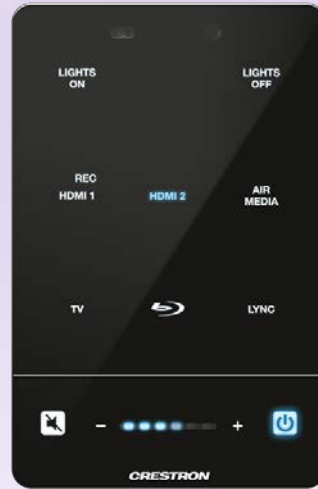 LIGHTS
ON
LIGHTS
OFF
REC
HDMI 1
HDMI 2
AIR
MEDIA
TV
LYNC
- +
CRESTRON